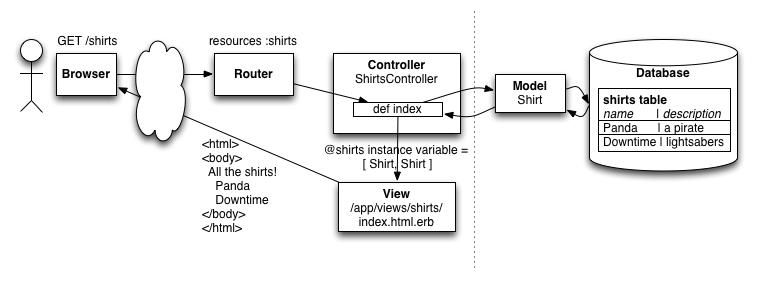 GET /shirts
Browser
resources :shirts
Router
Controller
ShirtsController
def index
Model
Shirt
Database
shirts table
name | description
Panda | a pirate
Downtime | lightsabers
@shirts instance variable =
[ Shirt, Shirt ]
View
/app/views/shirts/
index.html.erb
<html>
<body>
All the shirts!
Panda
Downtime
</body>
</html>